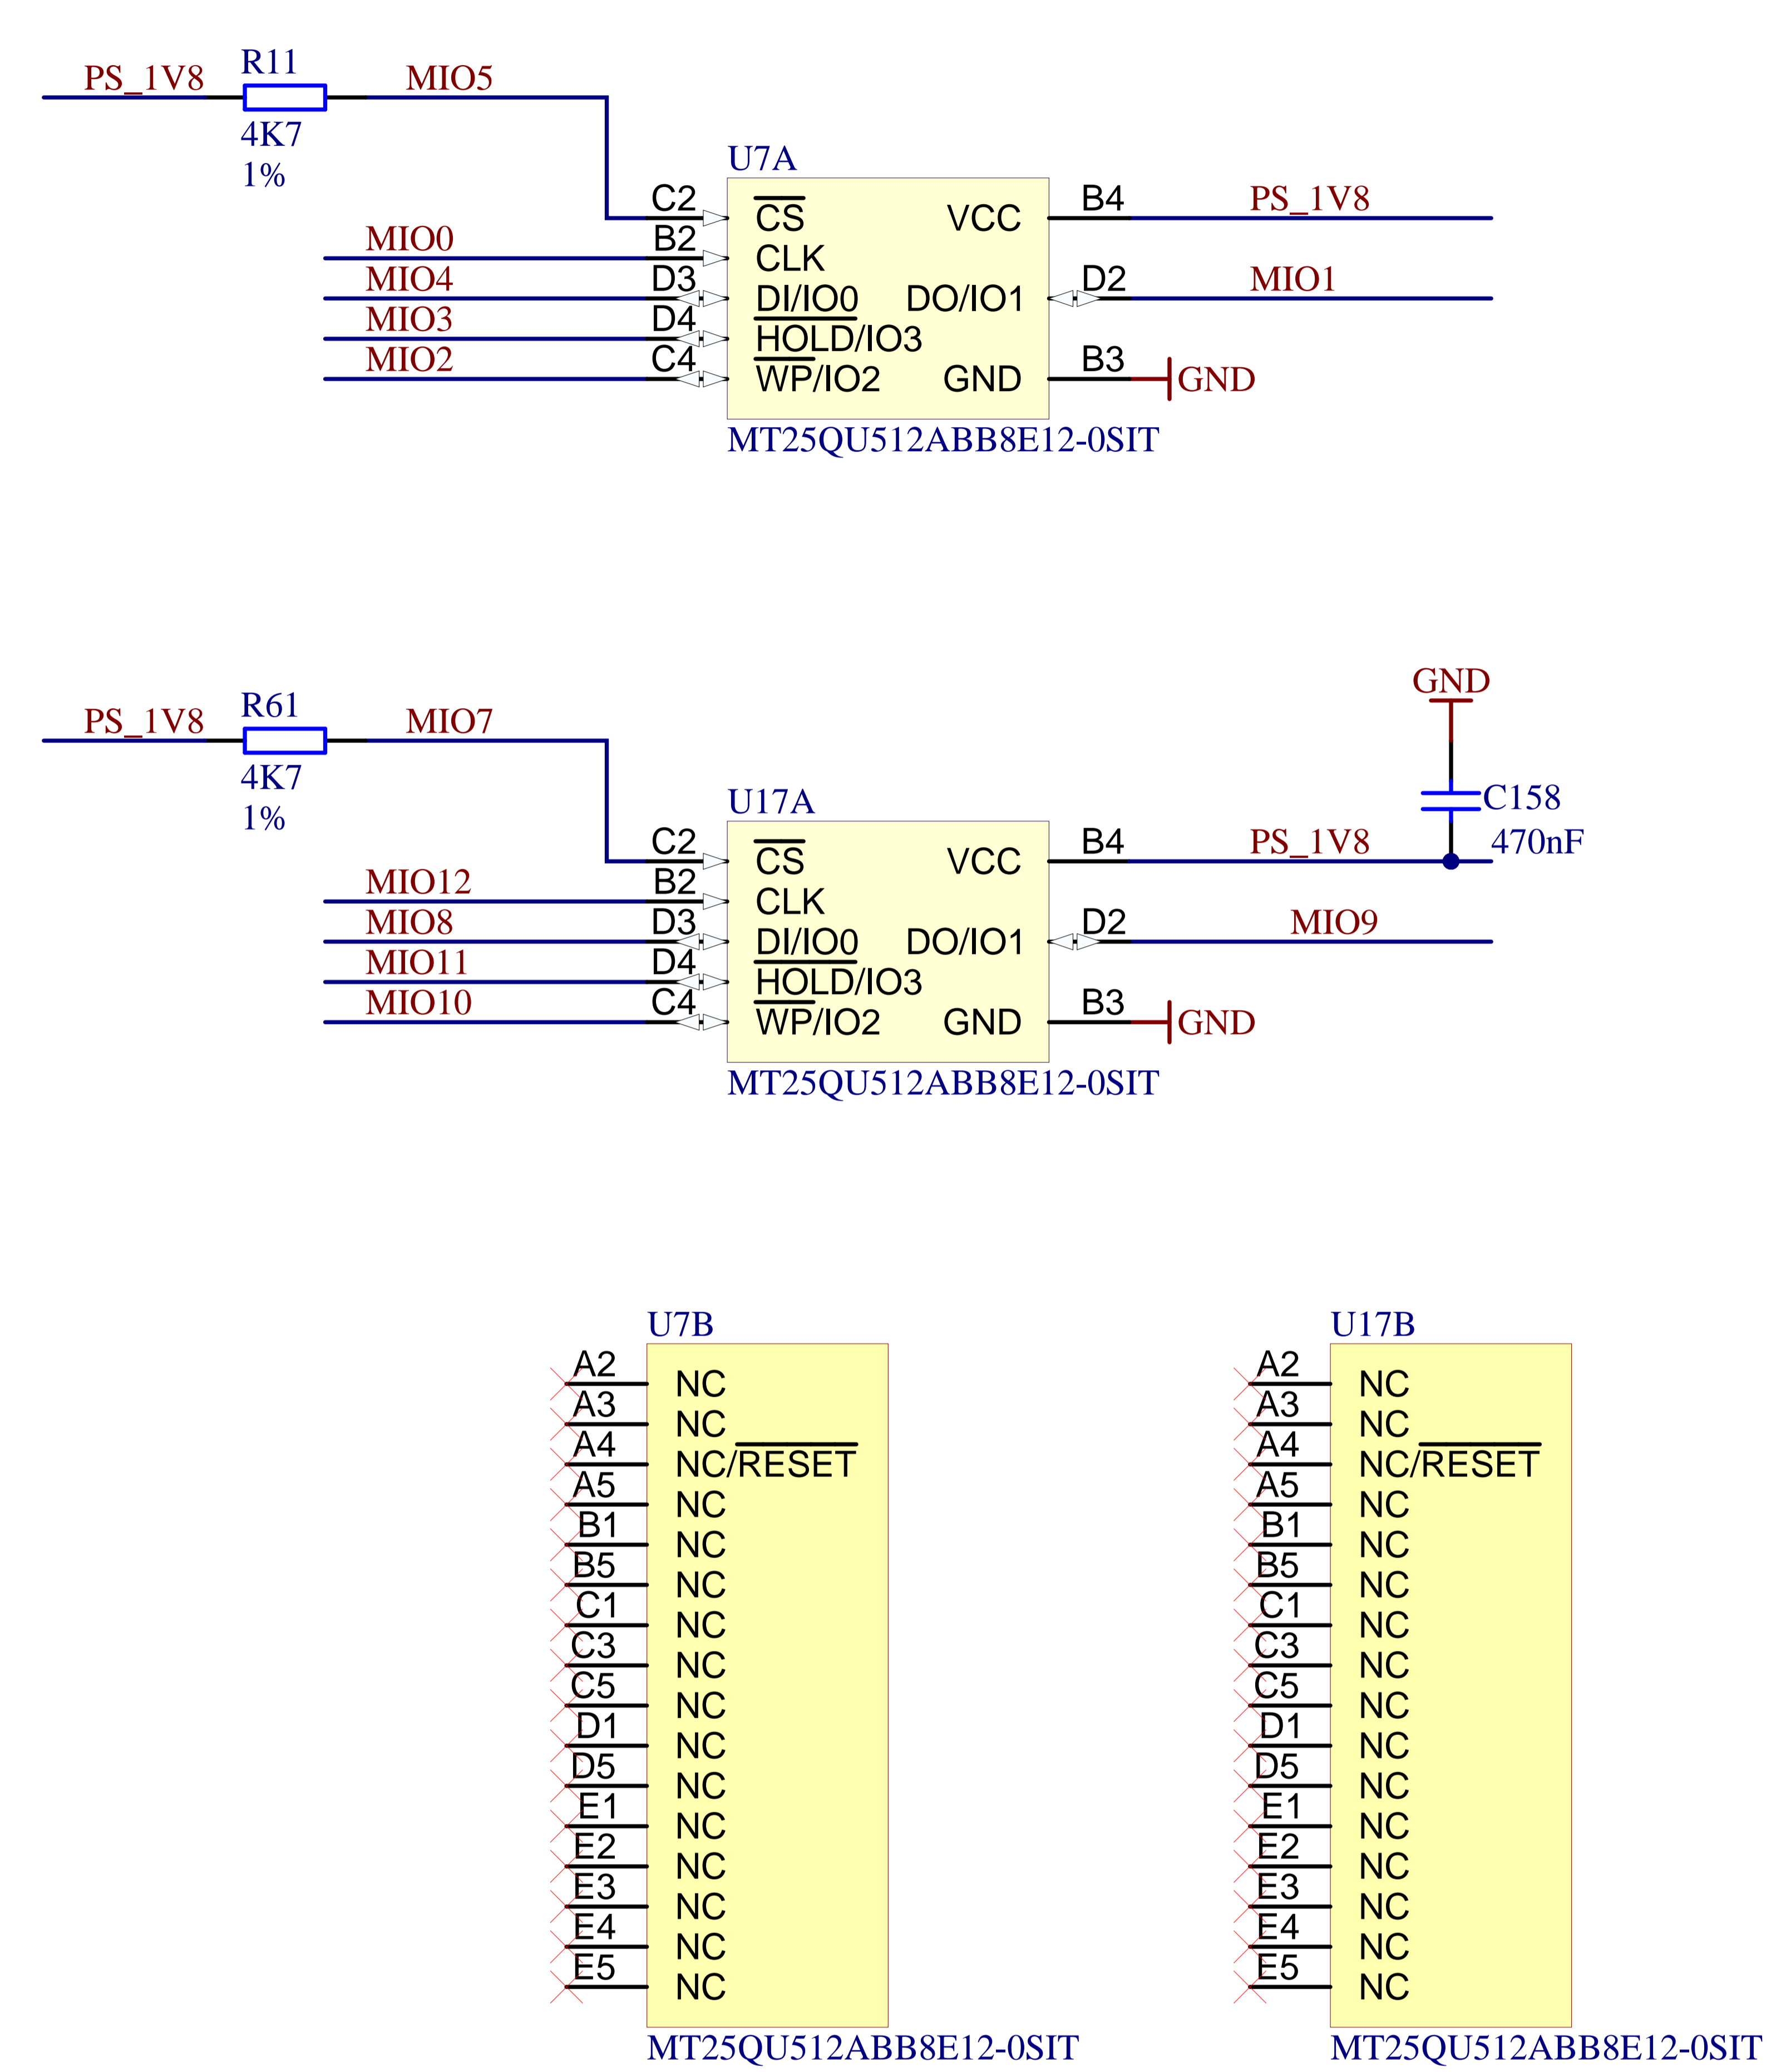 R11
PS_1V8 MIO5
4K7
1%
U7A
C2 CS VCC B4 PS_1V8
MIO0 B2 CLK
MIO4 D3 DI/IO0 DO/IO1 D2 MIO1
MIO3 D4 HOLD/IO3
MIO2 C4 WP/IO2 GND B3 GND
MT25QU512ABB8E12-0SIT
GND
R61
PS_1V8 MIO7
4K7
1%
C158
470nF
U17A
C2 CS VCC B4 PS_1V8
MIO12 B2 CLK
MIO8 D3 DI/IO0 DO/IO1 D2 MIO9
MIO11 D4 HOLD/IO3
MIO10 C4 WP/IO2 GND B3 GND
MT25QU512ABB8E12-0SIT
U7B
A2 NC
A3 NC
A4 NC/RESET
A5 NC
B1 NC
B5 NC
C1 NC
C3 NC
C5 NC
D1 NC
D5 NC
E1 NC
E2 NC
E3 NC
E4 NC
E5 NC
MT25QU512ABB8E12-0SIT
U17B
A2 NC
A3 NC
A4 NC/RESET
A5 NC
B1 NC
B5 NC
C1 NC
C3 NC
C5 NC
D1 NC
D5 NC
E1 NC
E2 NC
E3 NC
E4 NC
E5 NC
MT25QU512ABB8E12-0SIT